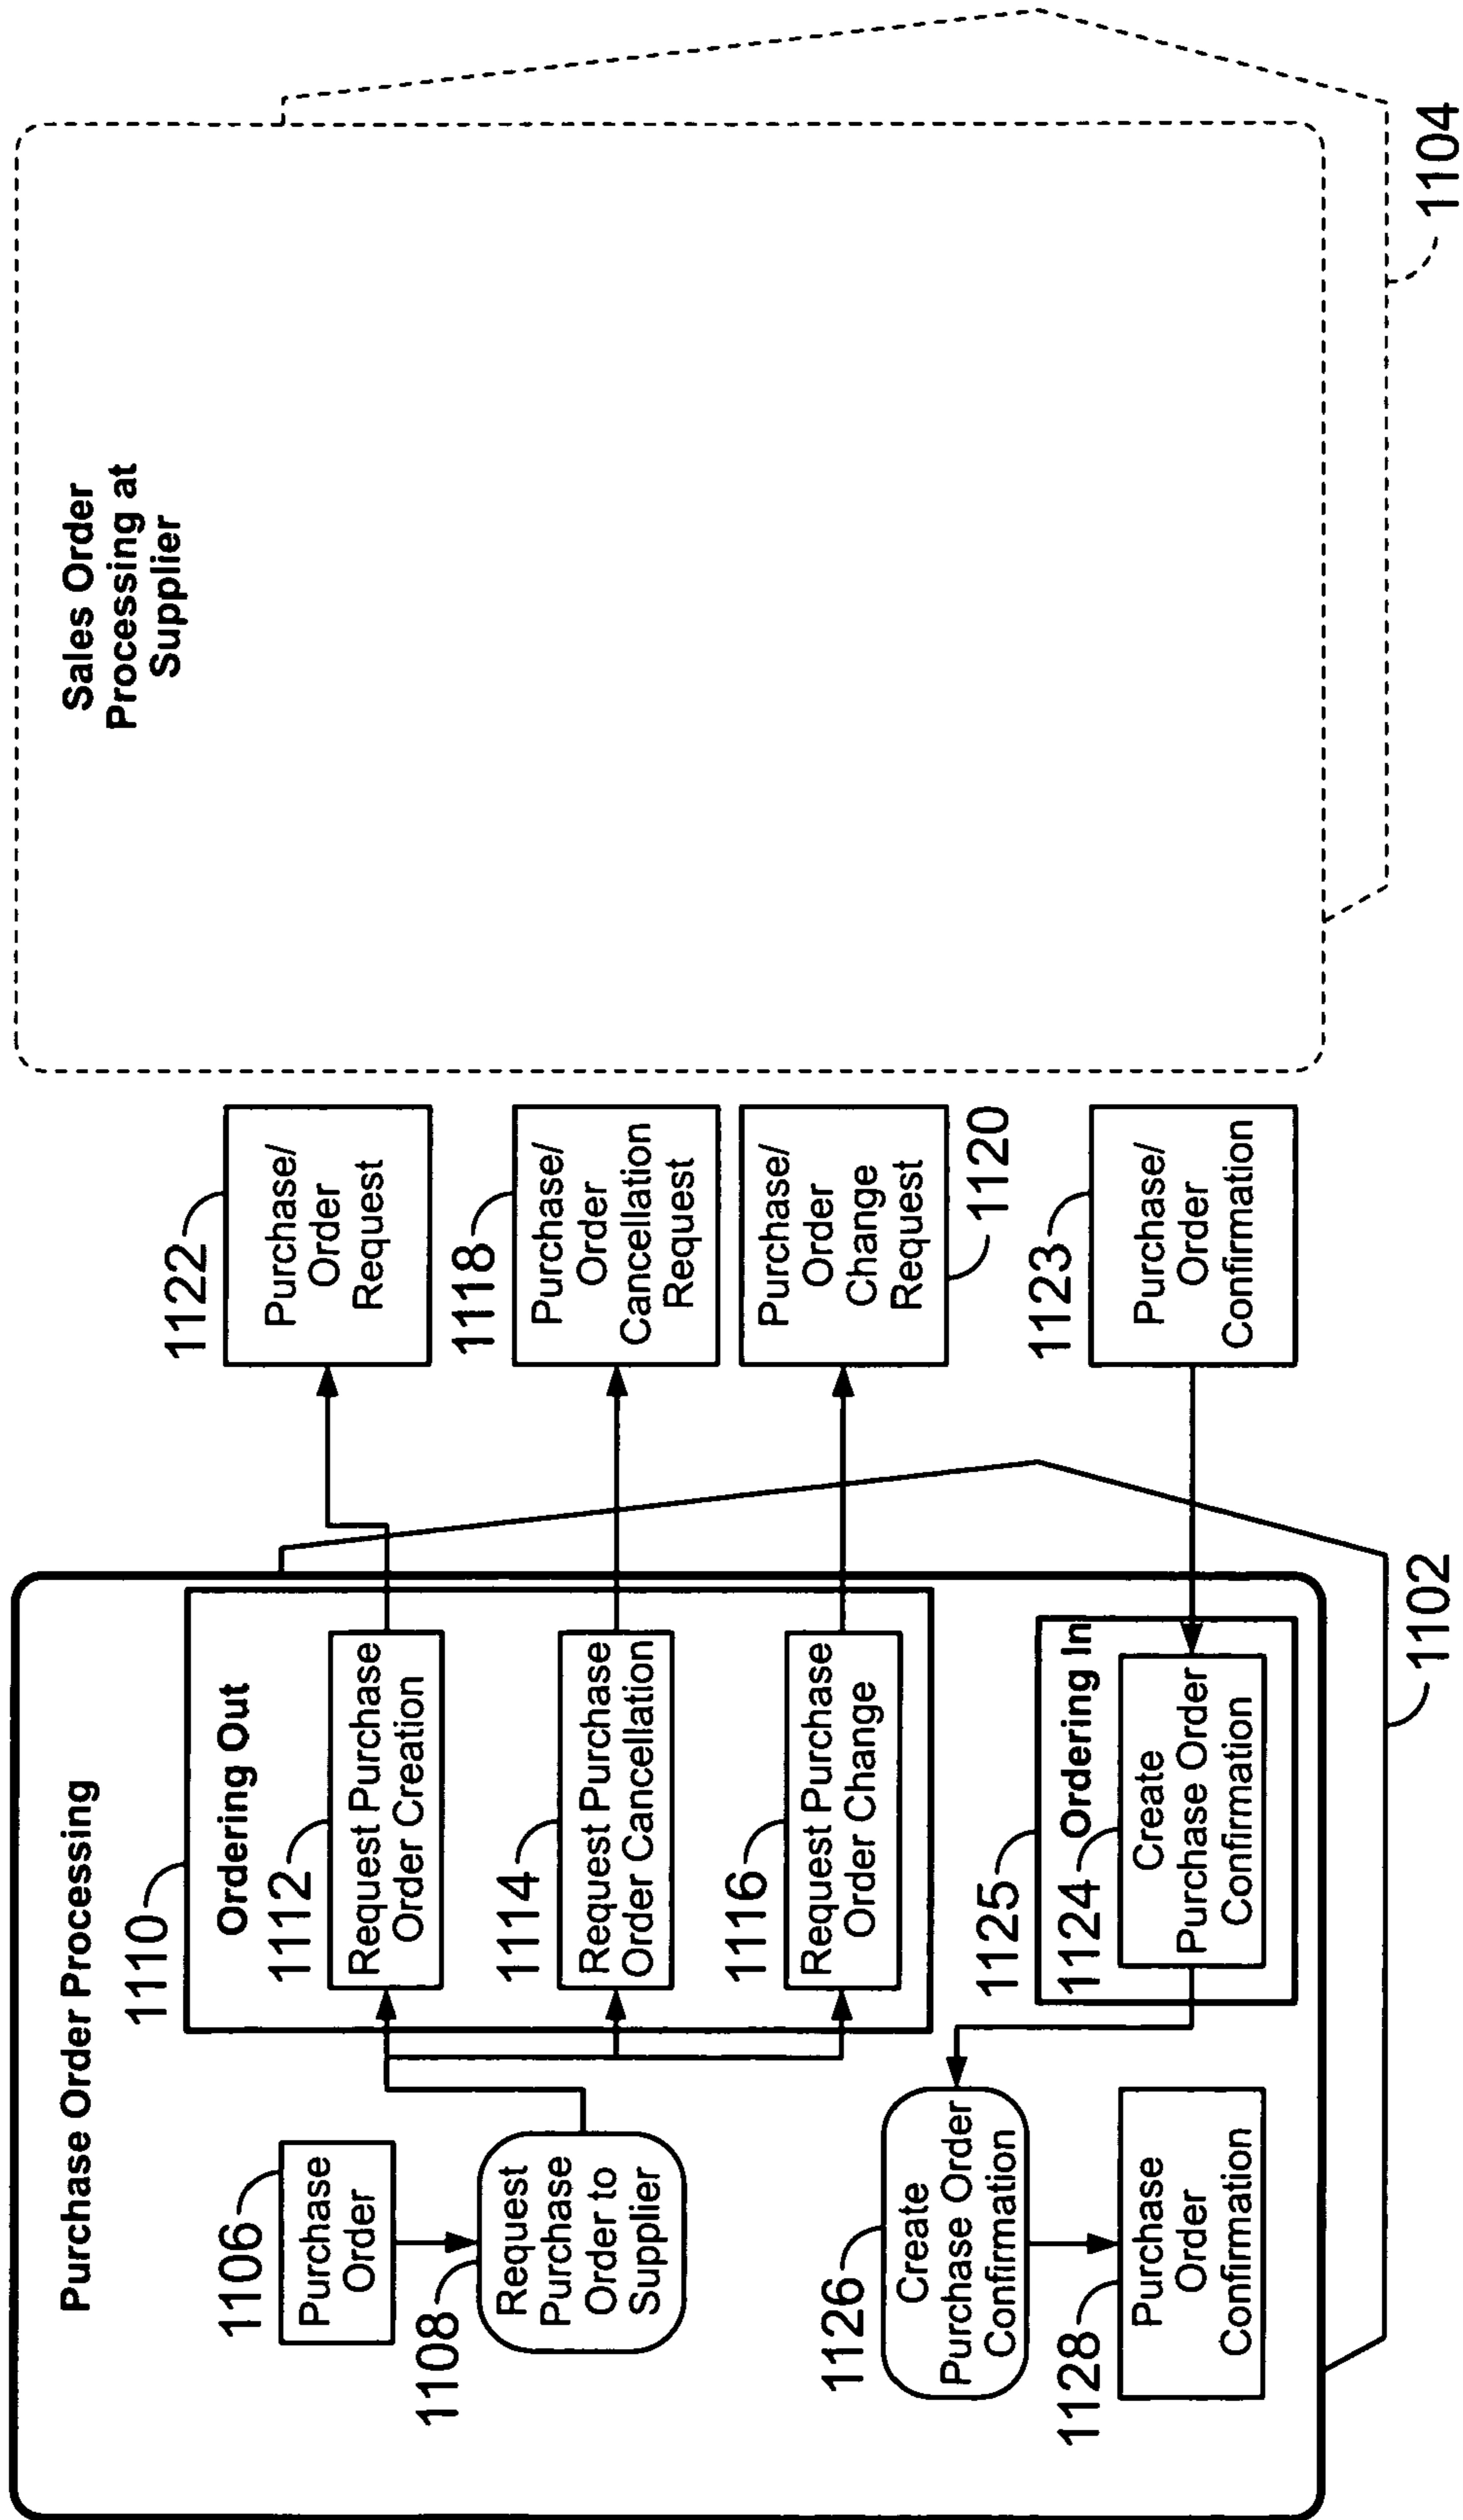 Purchase Order Processing
1106
Purchase
Order
1108
Request
Purchase
Order to
Supplier
1110
Ordering Out
1112
Request Purchase
Order Creation
1114
Request Purchase
Order Cancellation
1116
Request Purchase
Order Change
1125
Ordering In
1124
Create
Purchase Order
Confirmation
1126
Create
Purchase Order
Confirmation
1128
Purchase
Order
Confirmation
1102
1122
Purchase/
Order
Request
1118
Purchase/
Order
Cancellation
Request
Purchase/
Order
Change
Request
1120
1123
Purchase/
Order
Confirmation
Sales Order
Processing at
Supplier
1104